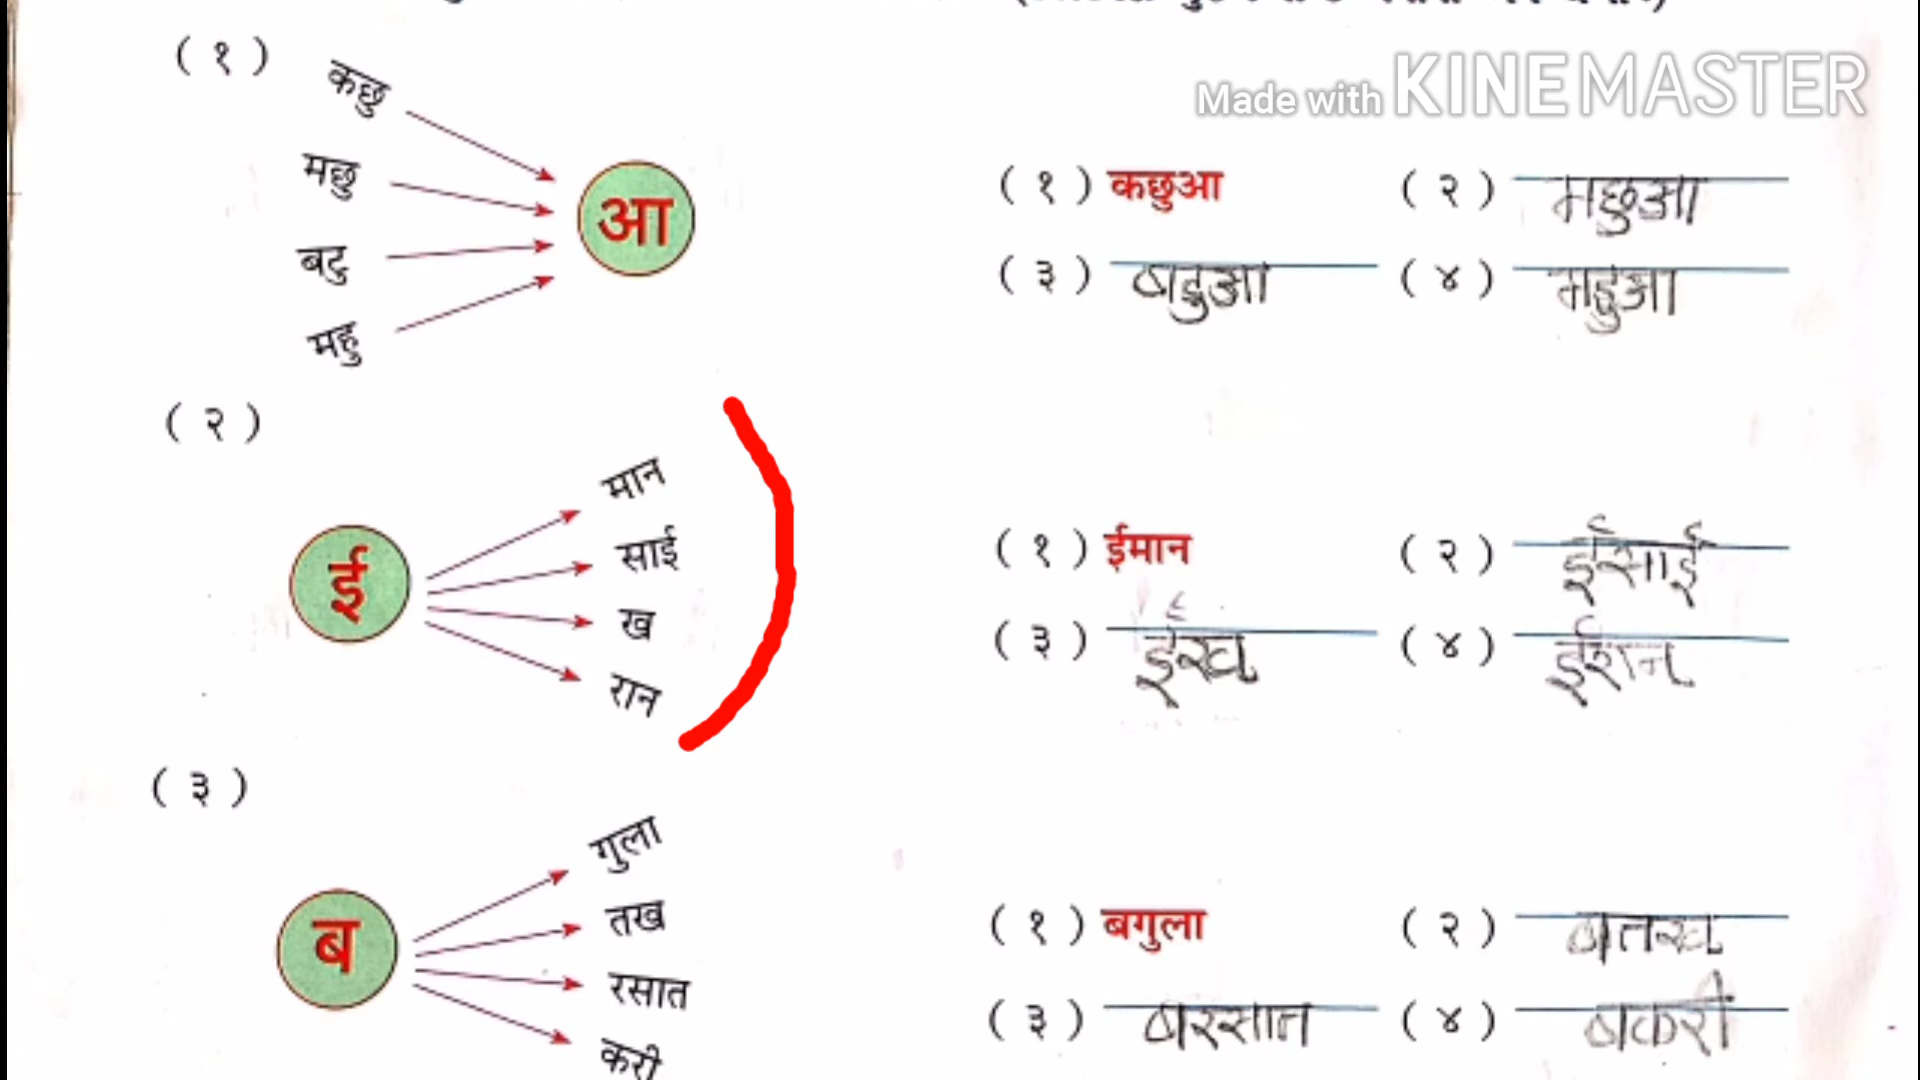 ( १ )
कछु
मछु
बटु
महु
आ
Made with KINEMASTER
( १ ) कछुआ
( २ ) मछुआ
( ३ ) बटुआ
( ४ ) महुआ
( २ )
ई
मान
साई
ख
रान
( १ ) ईमान
( २ ) ईसाई
( ३ ) ईख
( ४ ) ईरान
( ३ )
ब
गुला
तख
रसात
करी
( १ ) बगुला
( २ ) बतख
( ३ ) बरसात
( ४ ) बकरी